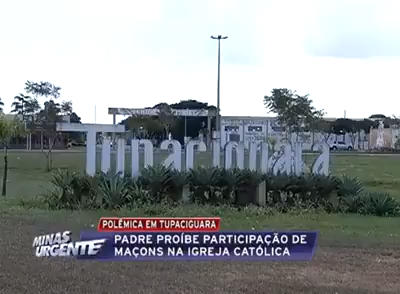 Tupaciguara
POLÊMICA EM TUPACIGUARA
MINAS
URGENTE
PADRE PROÍBE PARTICIPAÇÃO DE
MAÇONS NA IGREJA CATÓLICA